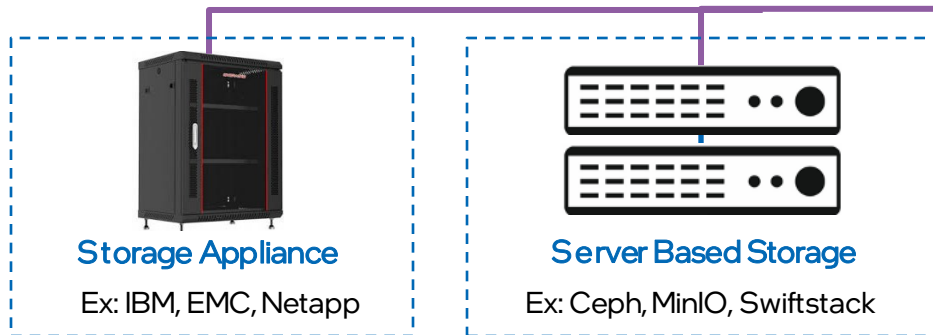 Storage Appliance
Ex: IBM, EMC, Netapp
Server Based Storage
Ex: Ceph, MinIO, Swiftstack